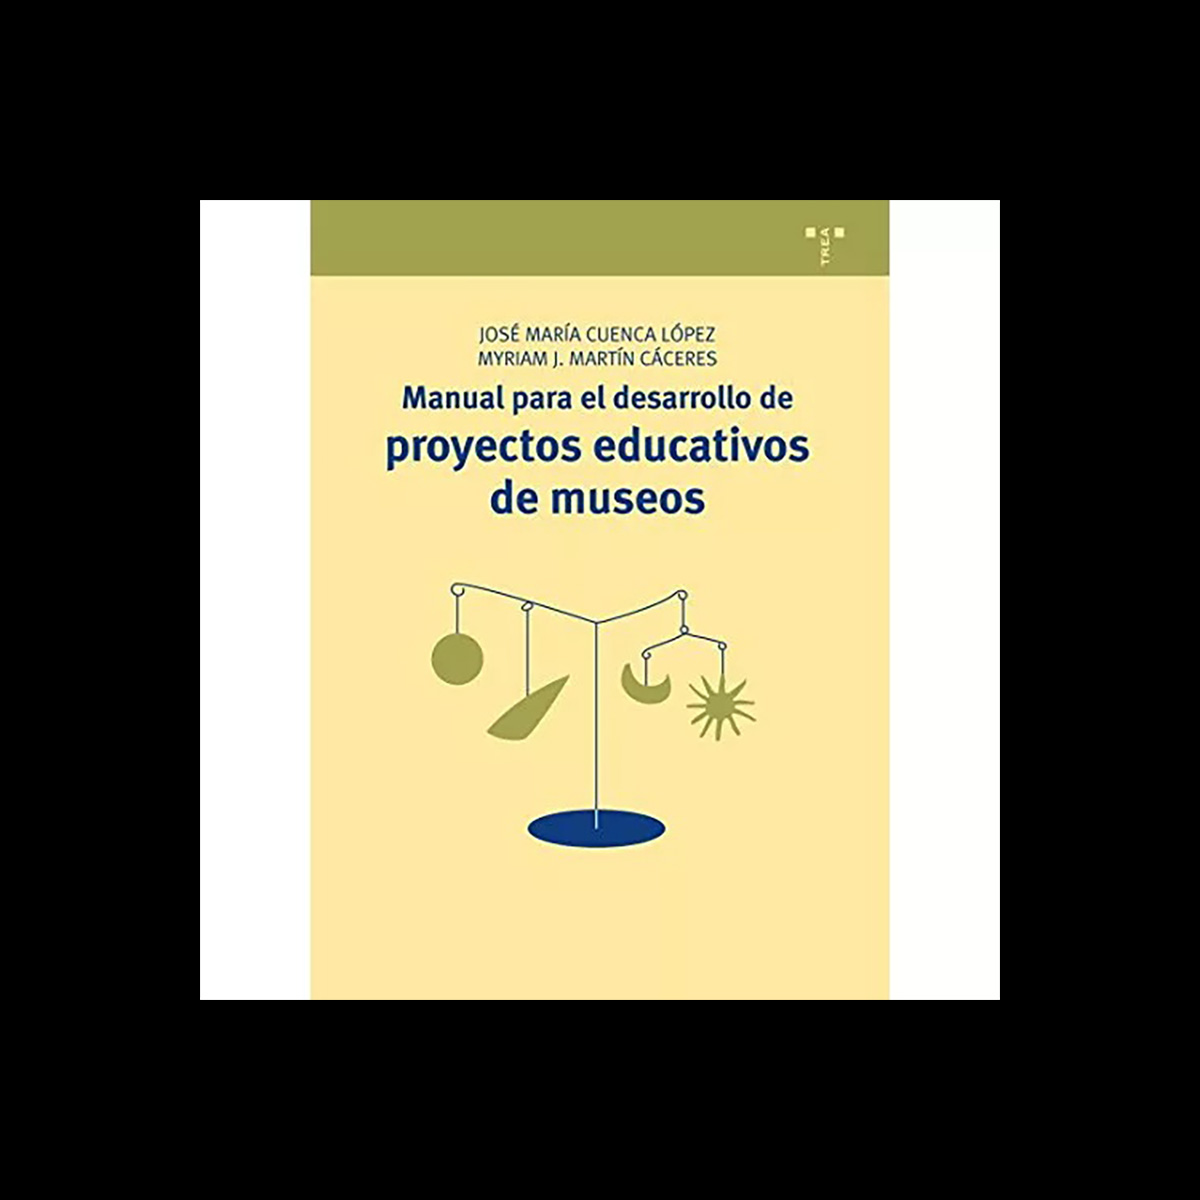 TREA
JOSÉ MARÍA CUENCA LÓPEZ
MYRIAM J. MARTÍN CÁCERES
Manual para el desarrollo de
proyectos educativos
de museos